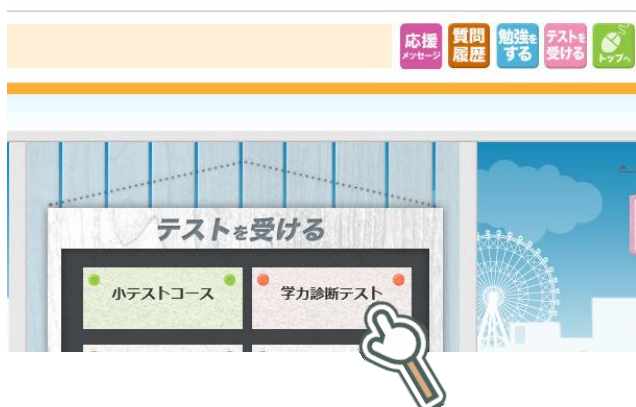 応援
メッセージ
質問
履歴
勉強を
する
テストを
受ける
トップへ
テストを受ける
小テストコース
学力診断テスト